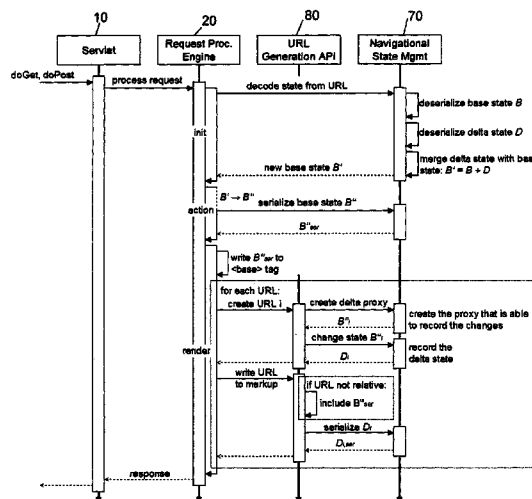 10
20
80
70
Servlet
Request Proc.
Engine
URL
Generation API
Navigational
State Mgmt
doGet, doPost
process request
decode state from URL
deserialize base state B
init
deserialize delta state D
merge delta state with base
state: B' = B + D
new base state B'
B' → B"
action
serialize base state B"
B"ser
write B"ser to
<base> tag
for each URL:
create URL i
create delta proxy
create the proxy that is able
to record the changes
B"i
change state B"i
record the
delta state
Di
render
write URL
to markup
if URL not relative:
include B"ser
serialize Di
Di,ser
response